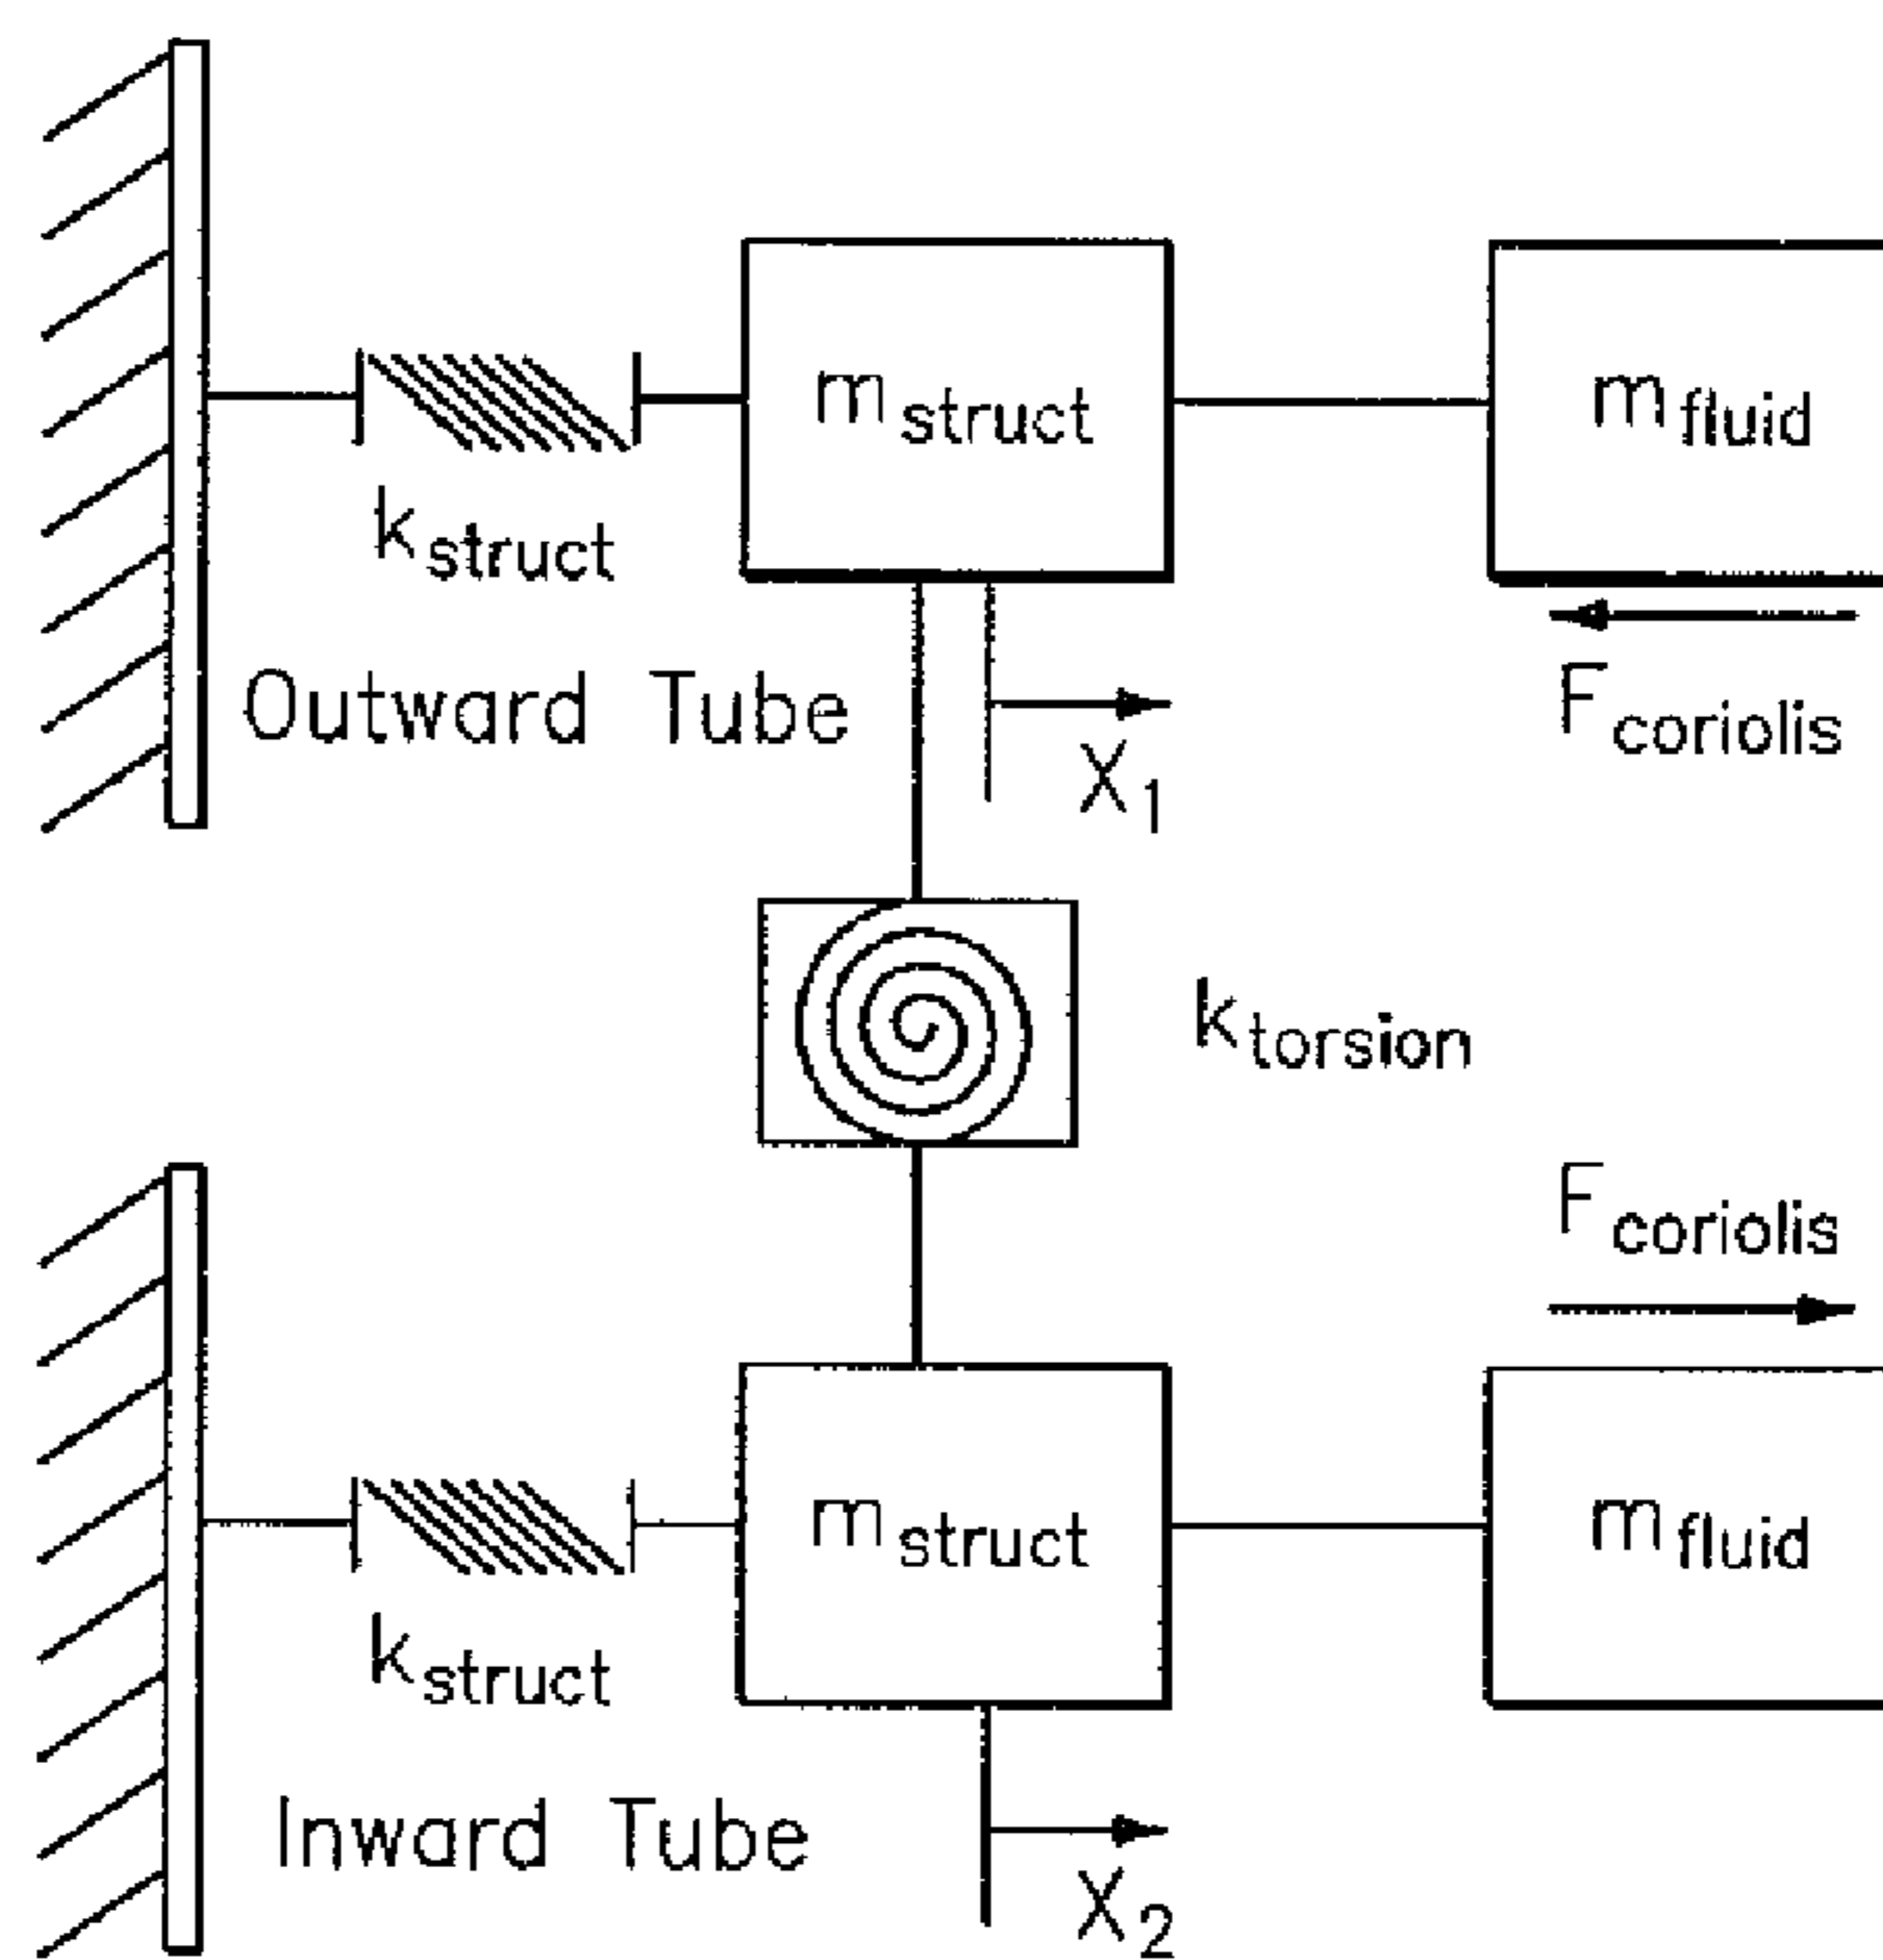 m struct
m fluid
k struct
Outward Tube
F coriolis
X 1
k torsion
F coriolis
m struct
m fluid
k struct
Inward Tube
X 2